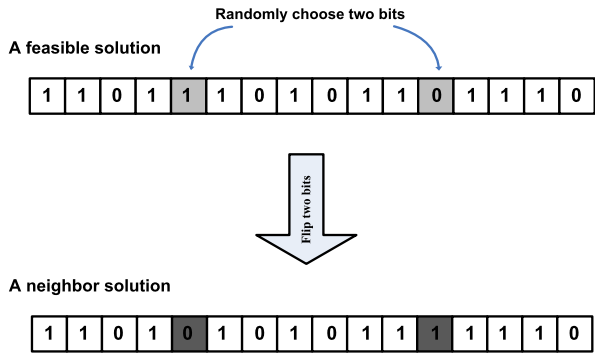 Randomly choose two bits
A feasible solution
1 1 0 1 1 1 0 1 0 1 1 0 1 1 1 0
Flip two bits
A neighbor solution
1 1 0 1 0 1 0 1 0 1 1 1 1 1 1 0